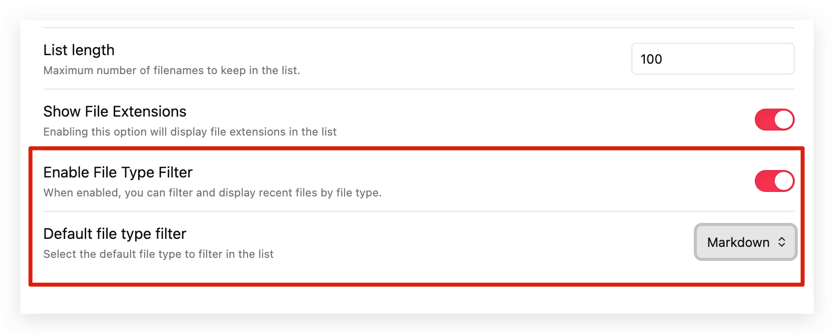 List length
Maximum number of filenames to keep in the list.
100
Show File Extensions
Enabling this option will display file extensions in the list
Enable File Type Filter
When enabled, you can filter and display recent files by file type.
Default file type filter
Select the default file type to filter in the list
Markdown